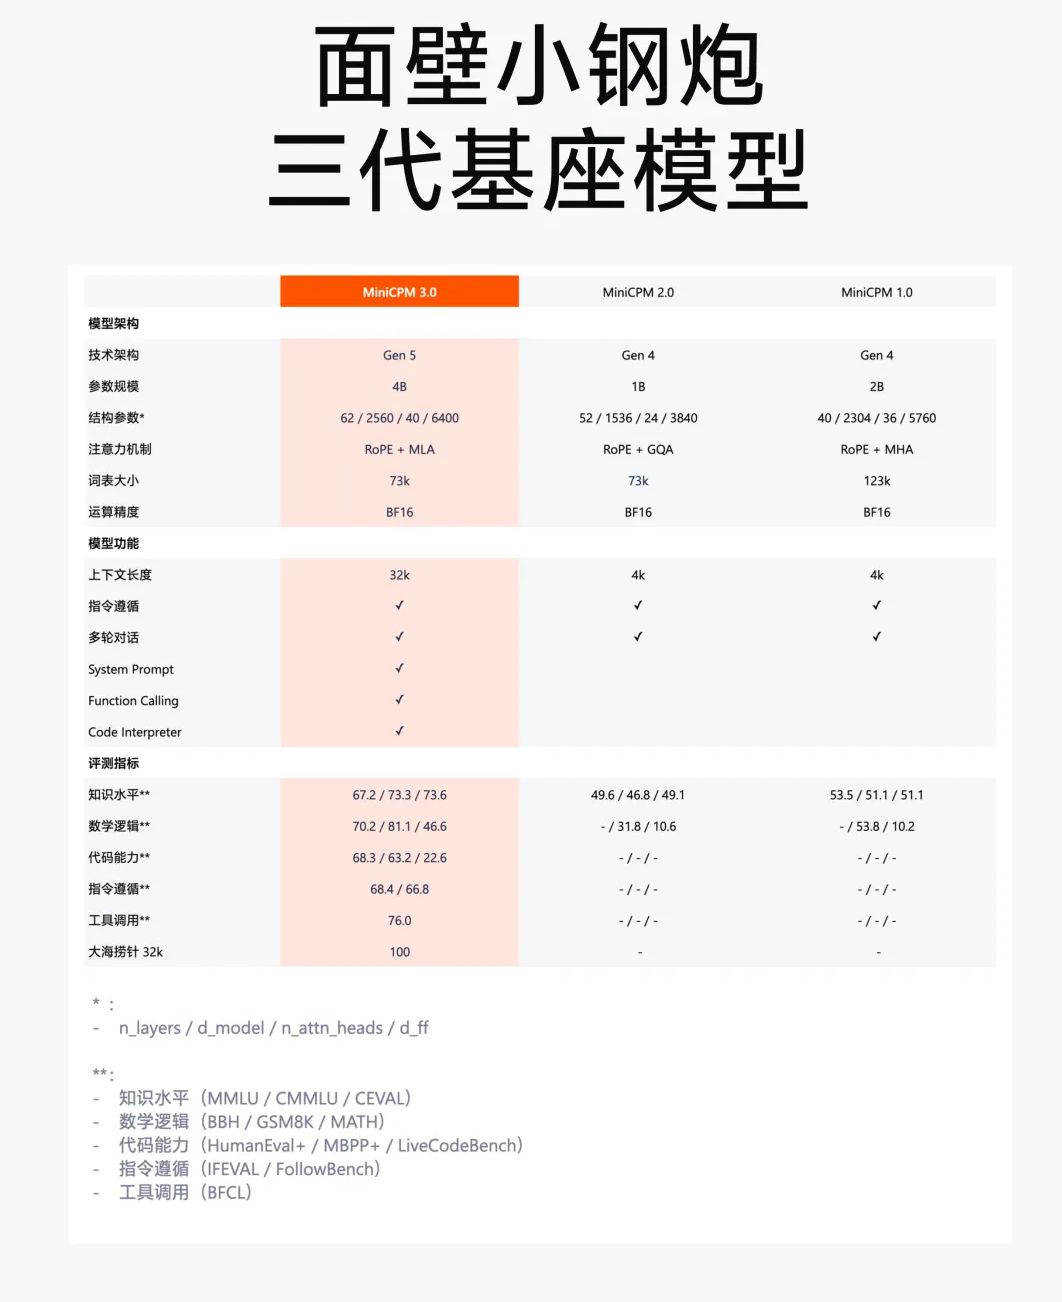 面壁小钢炮
三代基座模型
MiniCPM 3.0 MiniCPM 2.0 MiniCPM 1.0
模型架构
技术架构 Gen 5 Gen 4 Gen 4
参数规模 4B 1B 2B
结构参数* 62 / 2560 / 40 / 6400 52 / 1536 / 24 / 3840 40 / 2304 / 36 / 5760
注意力机制 RoPE + MLA RoPE + GQA RoPE + MHA
词表大小 73k 73k 123k
运算精度 BF16 BF16 BF16
模型功能
上下文长度 32k 4k 4k
指令遵循 ✓ ✓ ✓
多轮对话 ✓ ✓ ✓
System Prompt ✓
Function Calling ✓
Code Interpreter ✓
评测指标
知识水平** 67.2 / 73.3 / 73.6 49.6 / 46.8 / 49.1 53.5 / 51.1 / 51.1
数学逻辑** 70.2 / 81.1 / 46.6 - / 31.8 / 10.6 - / 53.8 / 10.2
代码能力** 68.3 / 63.2 / 22.6 - / - / - - / - / -
指令遵循** 68.4 / 66.8 - / - / - - / - / -
工具调用** 76.0 - / - / - - / - / -
大海捞针 32k 100 - -
* ：
- n_layers / d_model / n_attn_heads / d_ff
**：
- 知识水平（MMLU / CMMLU / CEVAL）
- 数学逻辑（BBH / GSM8K / MATH）
- 代码能力（HumanEval+ / MBPP+ / LiveCodeBench）
- 指令遵循（IFEVAL / FollowBench）
- 工具调用（BFCL）